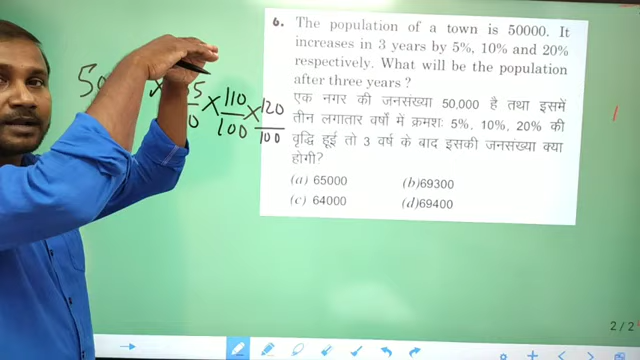 6. The population of a town is 50000. It
increases in 3 years by 5%, 10% and 20%
respectively. What will be the population
after three years ?
एक नगर की जनसंख्या 50,000 है तथा इसमें
तीन लगातार वर्षों में क्रमशः 5%, 10%, 20% की
वृद्धि हुई तो 3 वर्ष के बाद इसकी जनसंख्या क्या
होगी?
(a) 65000 (b)69300
(c) 64000 (d)69400
× 110/100 × 120/100
2/2